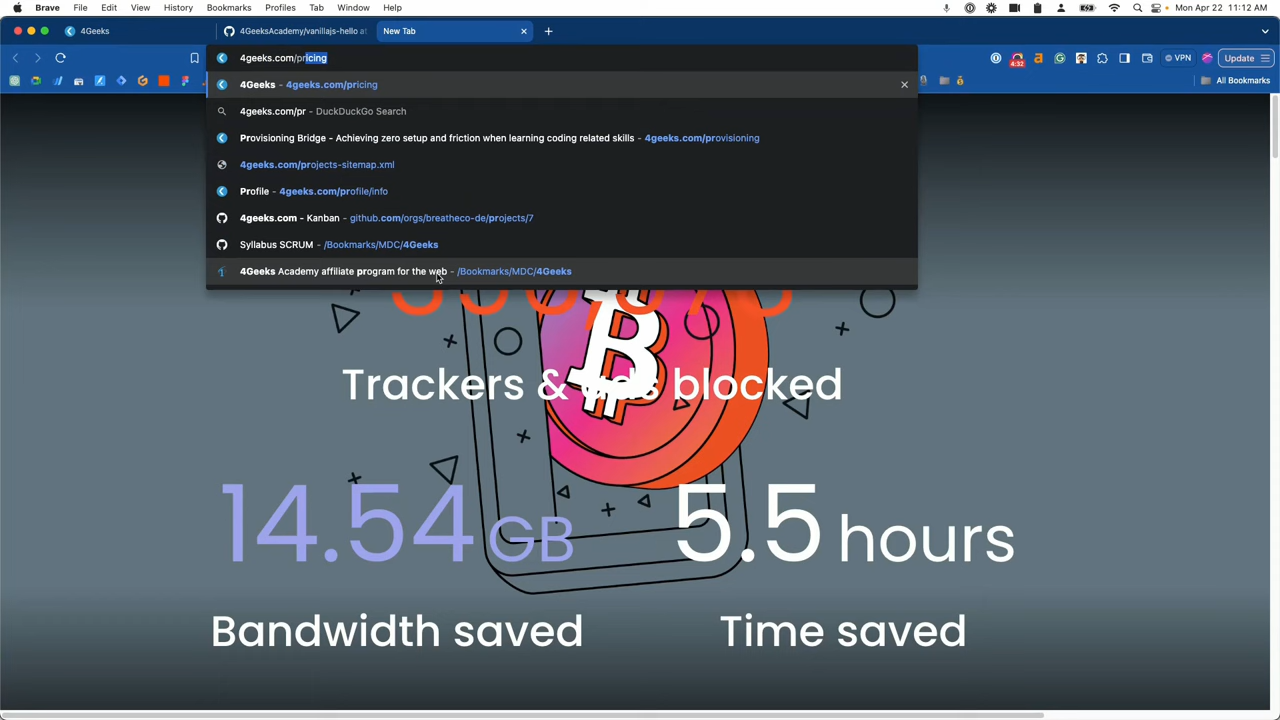 Brave File Edit View History Bookmarks Profiles Tab Window Help Mon Apr 22 11:12 AM
4Geeks
4GeeksAcademy/vanillajs-hello at
New Tab
4geeks.com/pricing
4:32
VPN
Update
4Geeks - 4geeks.com/pricing
All Bookmarks
4geeks.com/pr - DuckDuckGo Search
Provisioning Bridge - Achieving zero setup and friction when learning coding related skills - 4geeks.com/provisioning
4geeks.com/projects-sitemap.xml
Profile - 4geeks.com/profile/info
4geeks.com - Kanban - github.com/orgs/breatheco-de/projects/7
Syllabus SCRUM - /Bookmarks/MDC/4Geeks
4Geeks Academy affiliate program for the web - /Bookmarks/MDC/4Geeks
Trackers & ads blocked
14.54 GB
5.5 hours
Bandwidth saved
Time saved